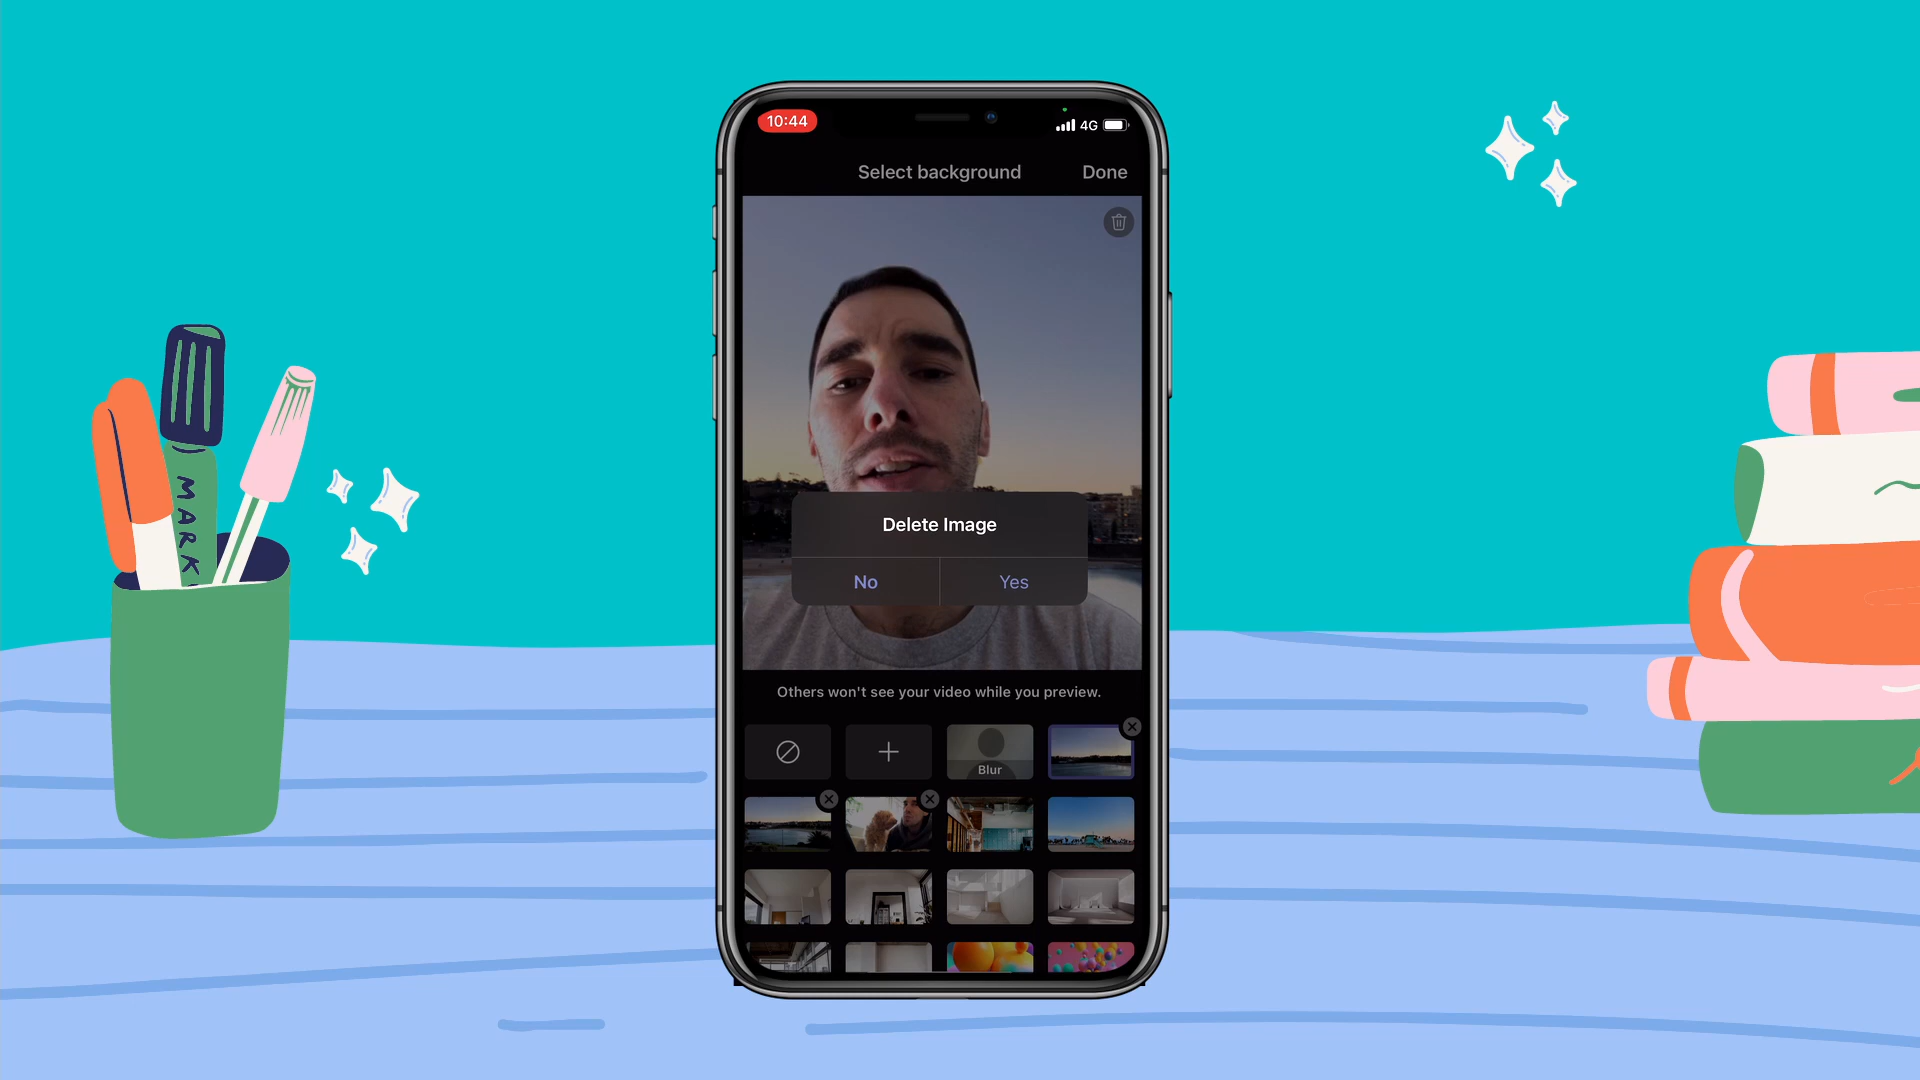 10:44
4G
Select background
Done
Delete Image
No
Yes
Others won't see your video while you preview.
Blur
MARK